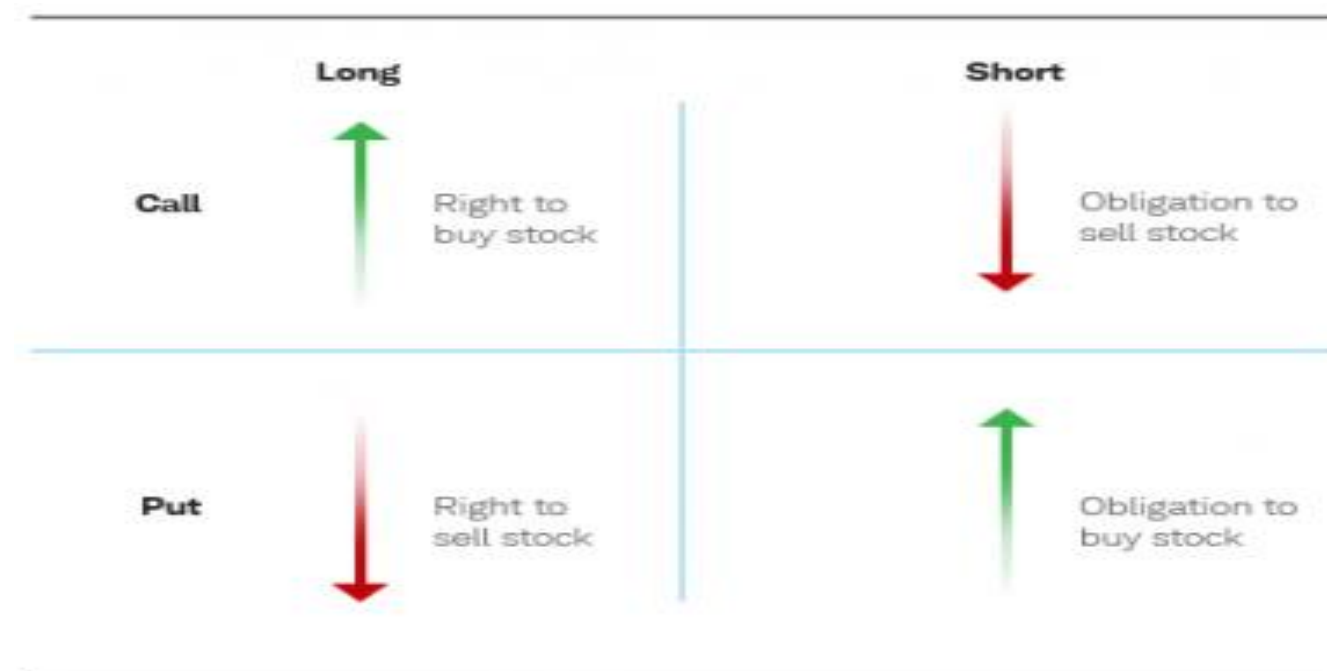 Long
Short
Call
Right to
buy stock
Obligation to
sell stock
Put
Right to
sell stock
Obligation to
buy stock